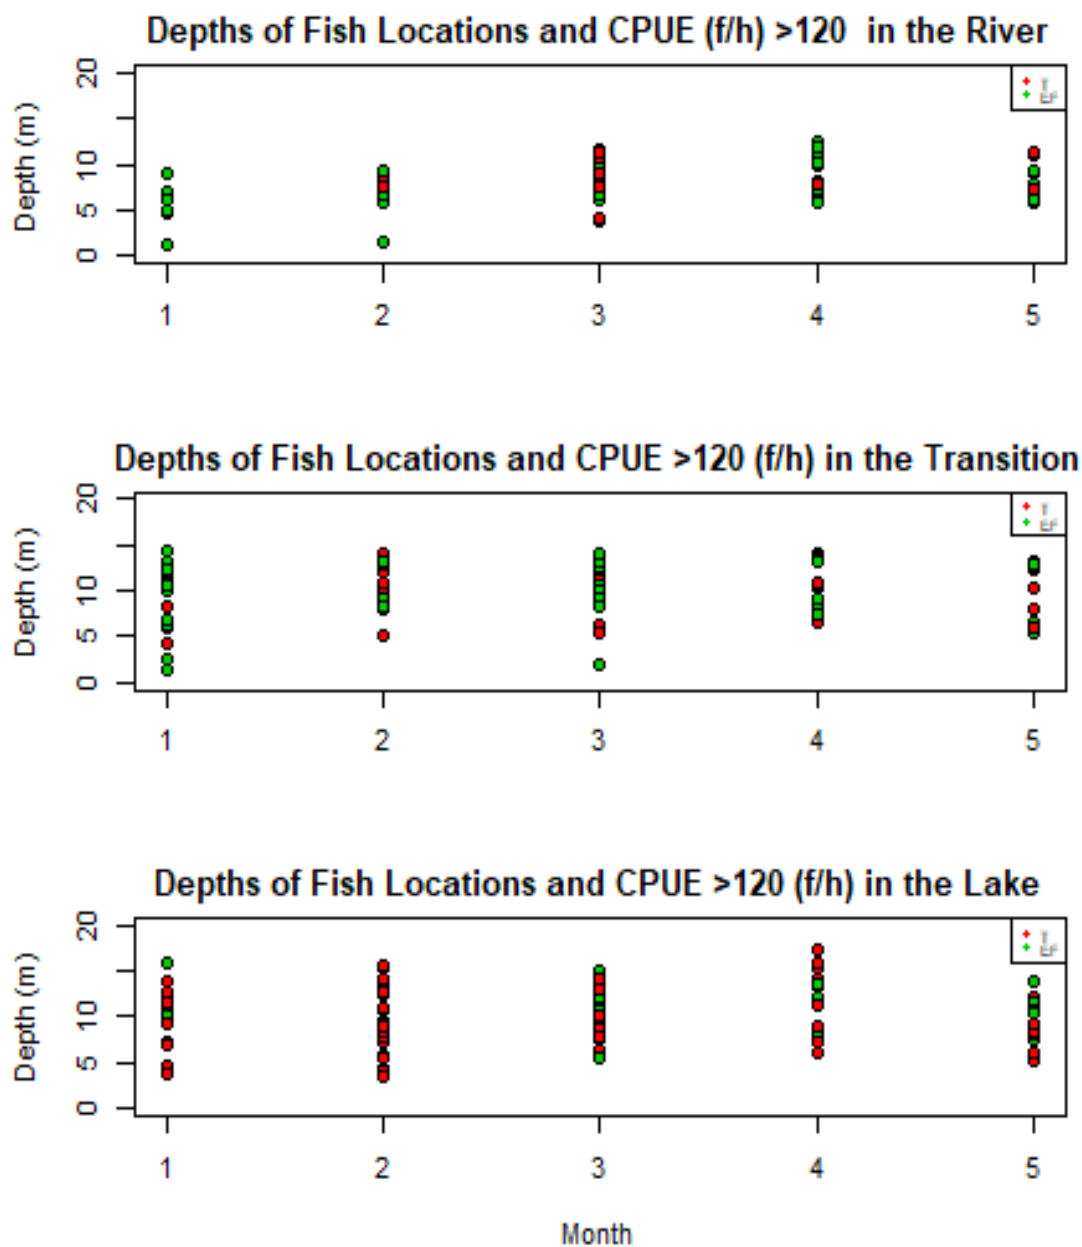 Depths of Fish Locations and CPUE (f/h) >120 in the River
20
10
5
0
Depth (m)
T
EF
1 2 3 4 5
Depths of Fish Locations and CPUE >120 (f/h) in the Transition
20
10
5
0
Depth (m)
T
EF
1 2 3 4 5
Depths of Fish Locations and CPUE >120 (f/h) in the Lake
20
10
5
0
Depth (m)
T
EF
1 2 3 4 5
Month